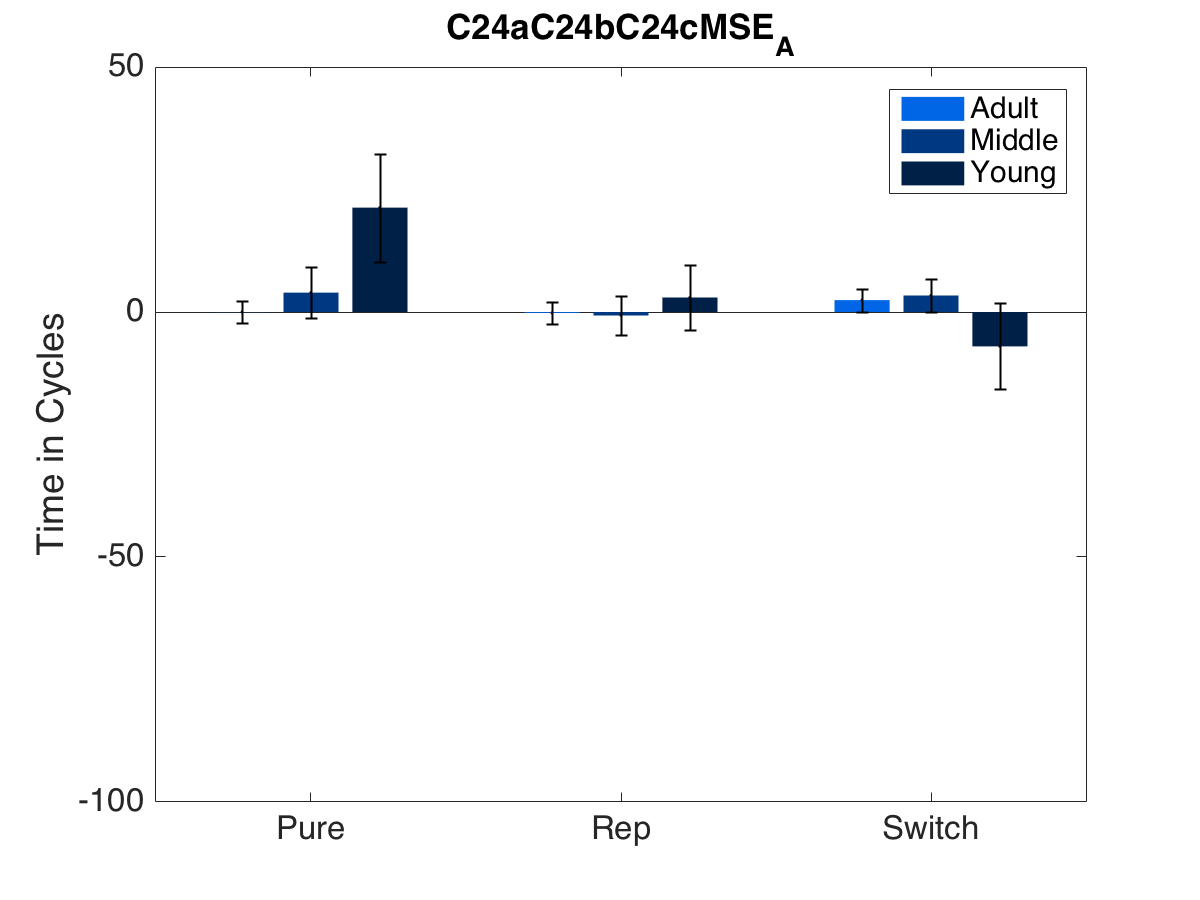 C24aC24bC24cMSE_A
50
Adult
Middle
Young
0
Time in Cycles
-50
-100
Pure Rep Switch